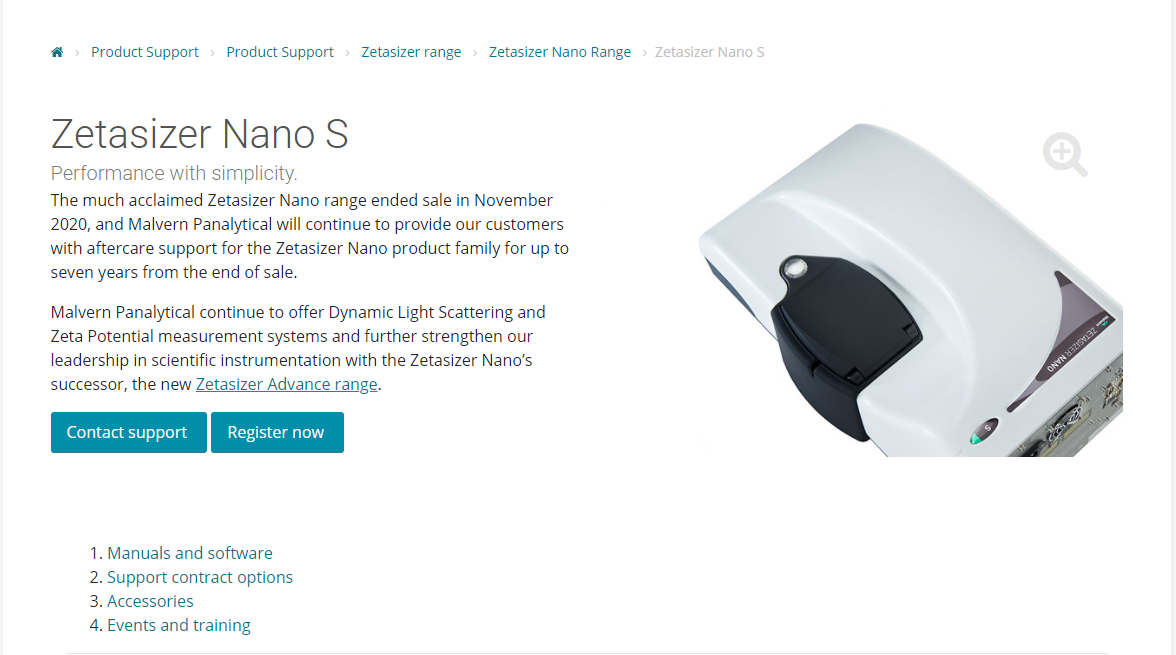 Product Support › Product Support › Zetasizer range › Zetasizer Nano Range › Zetasizer Nano S
Zetasizer Nano S
Performance with simplicity.
The much acclaimed Zetasizer Nano range ended sale in November
2020, and Malvern Panalytical will continue to provide our customers
with aftercare support for the Zetasizer Nano product family for up to
seven years from the end of sale.
Malvern Panalytical continue to offer Dynamic Light Scattering and
Zeta Potential measurement systems and further strengthen our
leadership in scientific instrumentation with the Zetasizer Nano’s
successor, the new Zetasizer Advance range.
Contact support
Register now
ZETASIZER NANO
S
1. Manuals and software
2. Support contract options
3. Accessories
4. Events and training